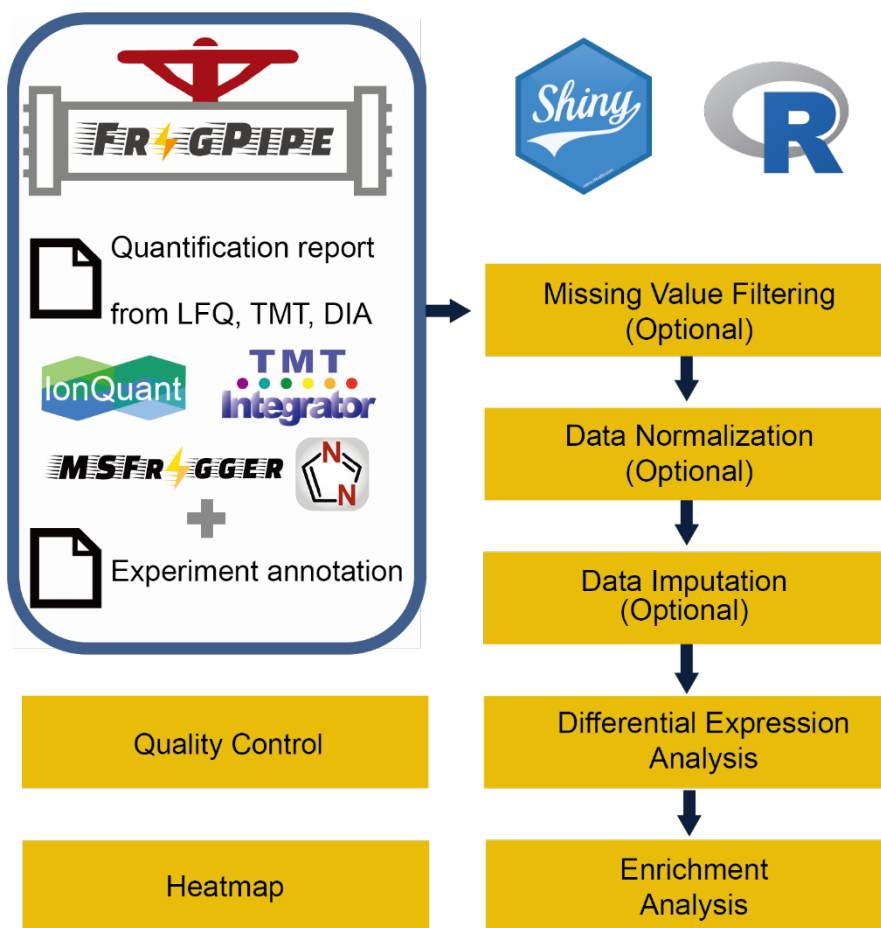 FRAGPIPE
Quantification report
from LFQ, TMT, DIA
IonQuant
TMT
Integrator
MSFRAGGER
N
N
Experiment annotation
Quality Control
Heatmap
Shiny
R
Missing Value Filtering
(Optional)
Data Normalization
(Optional)
Data Imputation
(Optional)
Differential Expression
Analysis
Enrichment
Analysis